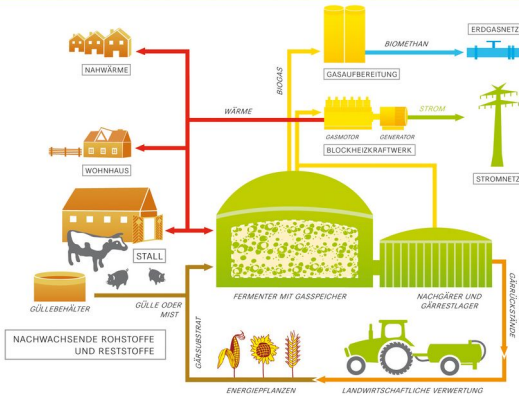 ERDGASNETZ
BIOMETHAN
NAHWÄRME
GASAUFBEREITUNG
BIOGAS
WÄRME
STROM
GASMOTOR
GENERATOR
BLOCKHEIZKRAFTWERK
WOHNHAUS
STROMNETZ
STALL
GÜLLEBEHÄLTER
GÜLLE ODER
MIST
FERMENTER MIT GASSPEICHER
NACHGÄRER UND
GÄRRESTLAGER
GÄRRÜCKSTÄNDE
NACHWACHSENDE ROHSTOFFE
UND RESTSTOFFE
GÄRSUBSTRAT
ENERGIEPFLANZEN
LANDWIRTSCHAFTLICHE VERWERTUNG